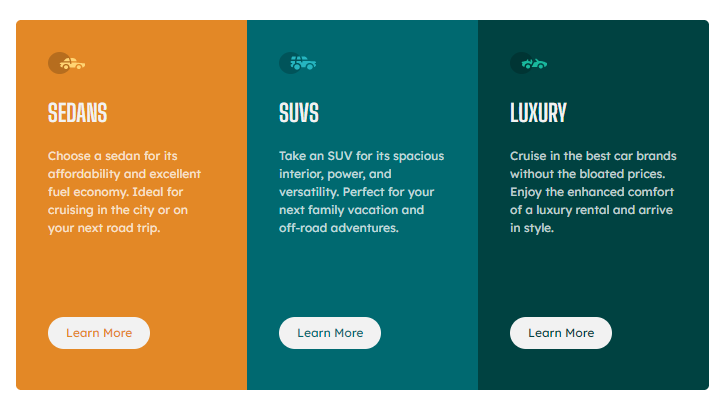 SEDANS
Choose a sedan for its
affordability and excellent
fuel economy. Ideal for
cruising in the city or on
your next road trip.
Learn More
SUVS
Take an SUV for its spacious
interior, power, and
versatility. Perfect for your
next family vacation and
off-road adventures.
Learn More
LUXURY
Cruise in the best car brands
without the bloated prices.
Enjoy the enhanced comfort
of a luxury rental and arrive
in style.
Learn More